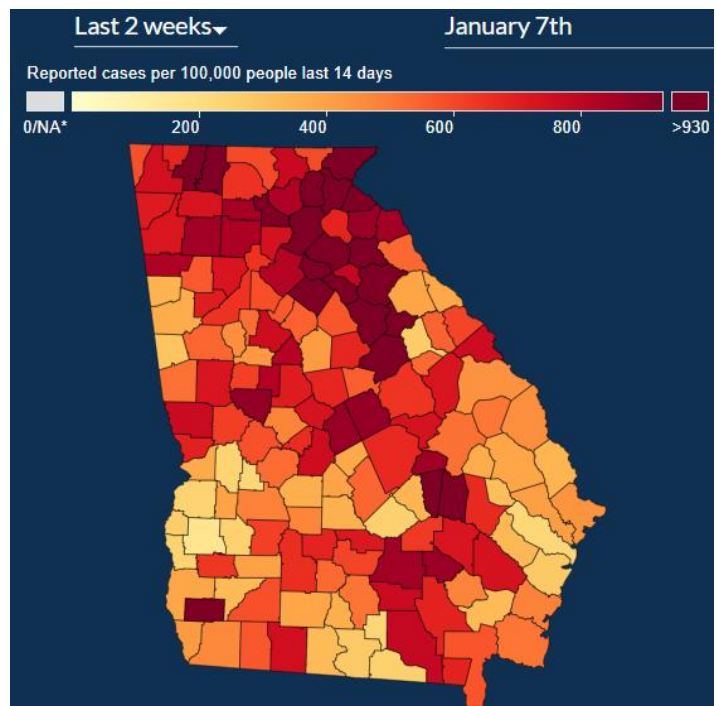 Last 2 weeks
January 7th
Reported cases per 100,000 people last 14 days
0/NA* 200 400 600 800 >930